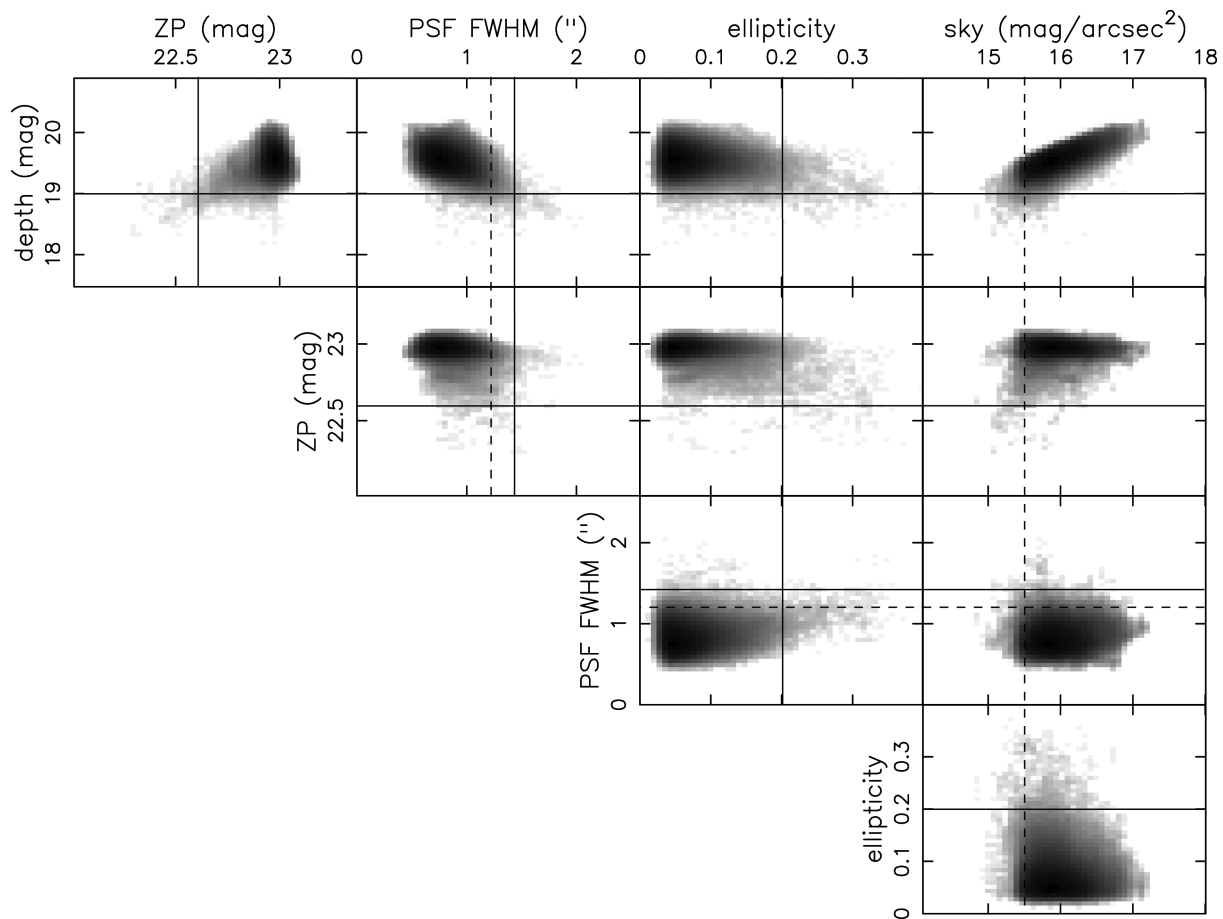 ZP (mag) PSF FWHM (") ellipticity sky (mag/arcsec²)
22.5 23 0 1 2 0 0.1 0.2 0.3 15 16 17 18
depth (mag)
20
19
18
ZP (mag)
23
22.5
PSF FWHM (")
2
1
0
ellipticity
0.3
0.2
0.1
0